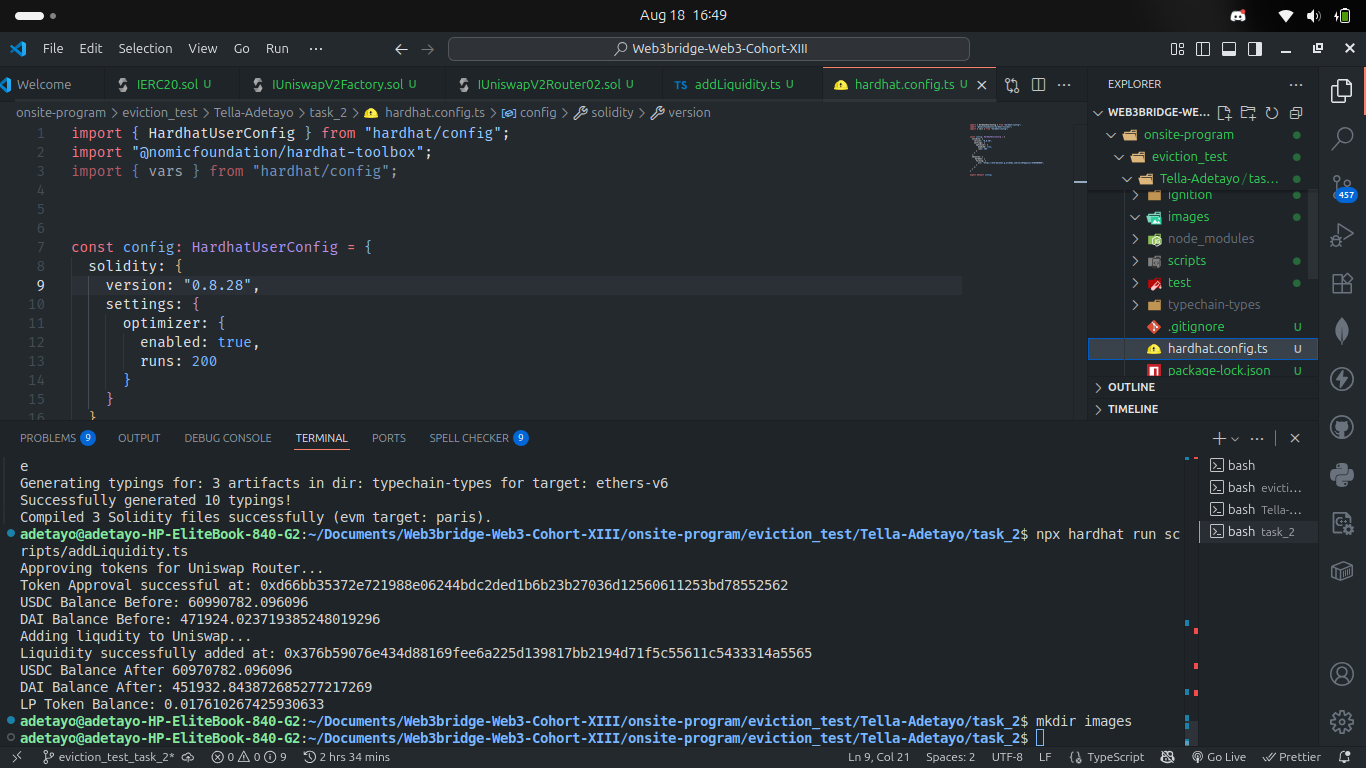 Aug 18 16:49
File Edit Selection View Go Run ··· Web3bridge-Web3-Cohort-XIII
Welcome IERC20.sol U IUniswapV2Factory.sol U IUniswapV2Router02.sol U TS addLiquidity.ts U hardhat.config.ts U
onsite-program > eviction_test > Tella-Adetayo > task_2 > hardhat.config.ts > config > solidity > version
1 import { HardhatUserConfig } from "hardhat/config";
2 import "@nomicfoundation/hardhat-toolbox";
3 import { vars } from "hardhat/config";
4
5
6
7 const config: HardhatUserConfig = {
8 solidity: {
9 version: "0.8.28",
10 settings: {
11 optimizer: {
12 enabled: true,
13 runs: 200
14 }
15 }
16 }
EXPLORER ···
WEB3BRIDGE-WE...
onsite-program
eviction_test
Tella-Adetayo/tas...
ignition
images
node_modules
scripts
test
typechain-types
.gitignore U
hardhat.config.ts U
package-lock.json U
OUTLINE
TIMELINE
457
PROBLEMS 9 OUTPUT DEBUG CONSOLE TERMINAL PORTS SPELL CHECKER 9
e
Generating typings for: 3 artifacts in dir: typechain-types for target: ethers-v6
Successfully generated 10 typings!
Compiled 3 Solidity files successfully (evm target: paris).
adetayo@adetayo-HP-EliteBook-840-G2:~/Documents/Web3bridge-Web3-Cohort-XIII/onsite-program/eviction_test/Tella-Adetayo/task_2$ npx hardhat run sc
ripts/addLiquidity.ts
Approving tokens for Uniswap Router...
Token Approval successful at: 0xd66bb35372e721988e06244bdc2ded1b6b23b27036d12560611253bd78552562
USDC Balance Before: 60990782.096096
DAI Balance Before: 471924.023719385248019296
Adding liqudity to Uniswap...
Liquidity successfully added at: 0x376b59076e434d88169fee6a225d139817bb2194d71f5c55611c5433314a5565
USDC Balance After 60970782.096096
DAI Balance After: 451932.843872685277217269
LP Token Balance: 0.017610267425930633
adetayo@adetayo-HP-EliteBook-840-G2:~/Documents/Web3bridge-Web3-Cohort-XIII/onsite-program/eviction_test/Tella-Adetayo/task_2$ mkdir images
adetayo@adetayo-HP-EliteBook-840-G2:~/Documents/Web3bridge-Web3-Cohort-XIII/onsite-program/eviction_test/Tella-Adetayo/task_2$
bash
bash evicti...
bash Tella-...
bash task_2
eviction_test_task_2* 0 0 9 2 hrs 34 mins Ln 9, Col 21 Spaces: 2 UTF-8 LF {} TypeScript Go Live Prettier